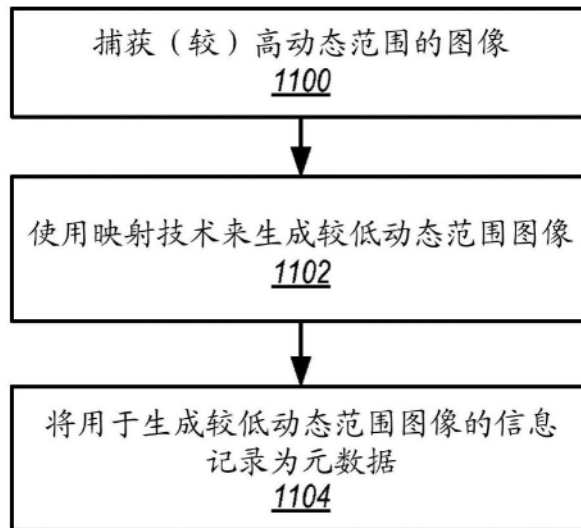 捕获（较）高动态范围的图像
1100
使用映射技术来生成较低动态范围图像
1102
将用于生成较低动态范围图像的信息
记录为元数据
1104